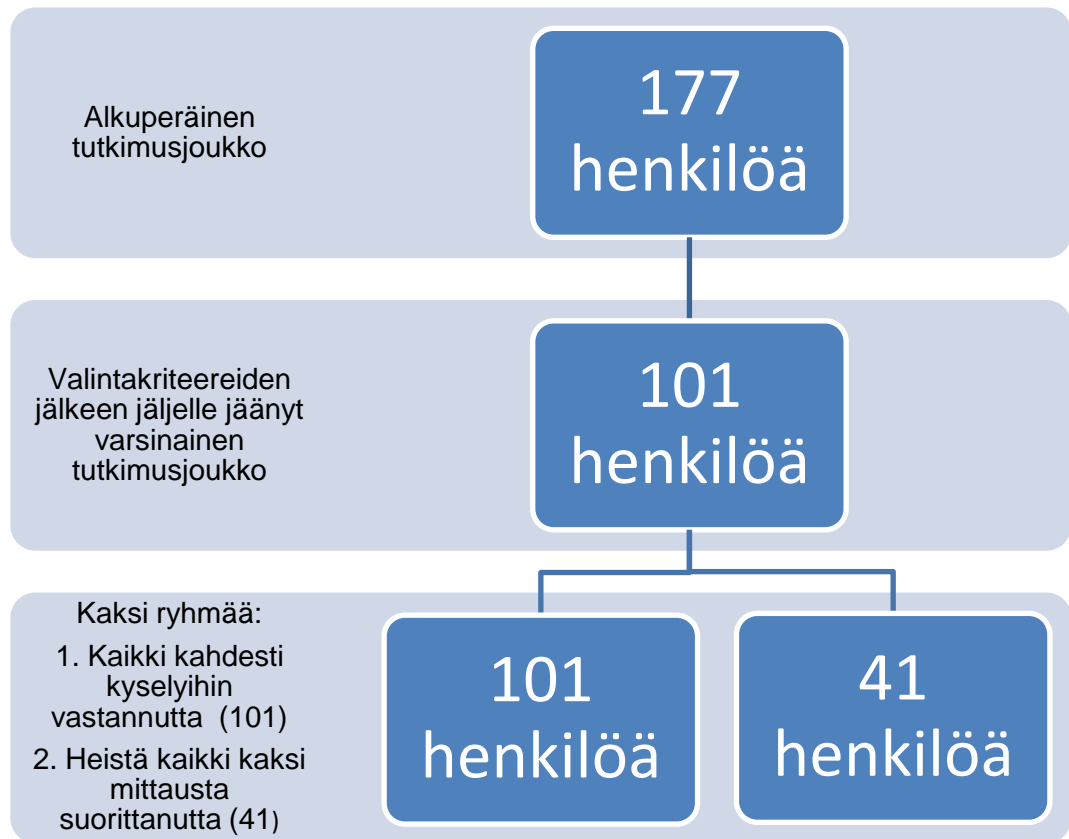 Alkuperäinen
tutkimusjoukko
177
henkilöä
Valintakriteereiden
jälkeen jäljelle jäänyt
varsinainen
tutkimusjoukko
101
henkilöä
Kaksi ryhmää:
1. Kaikki kahdesti
kyselyihin
vastannutta (101)
2. Heistä kaikki kaksi
mittausta
suorittanutta (41)
101
henkilöä
41
henkilöä